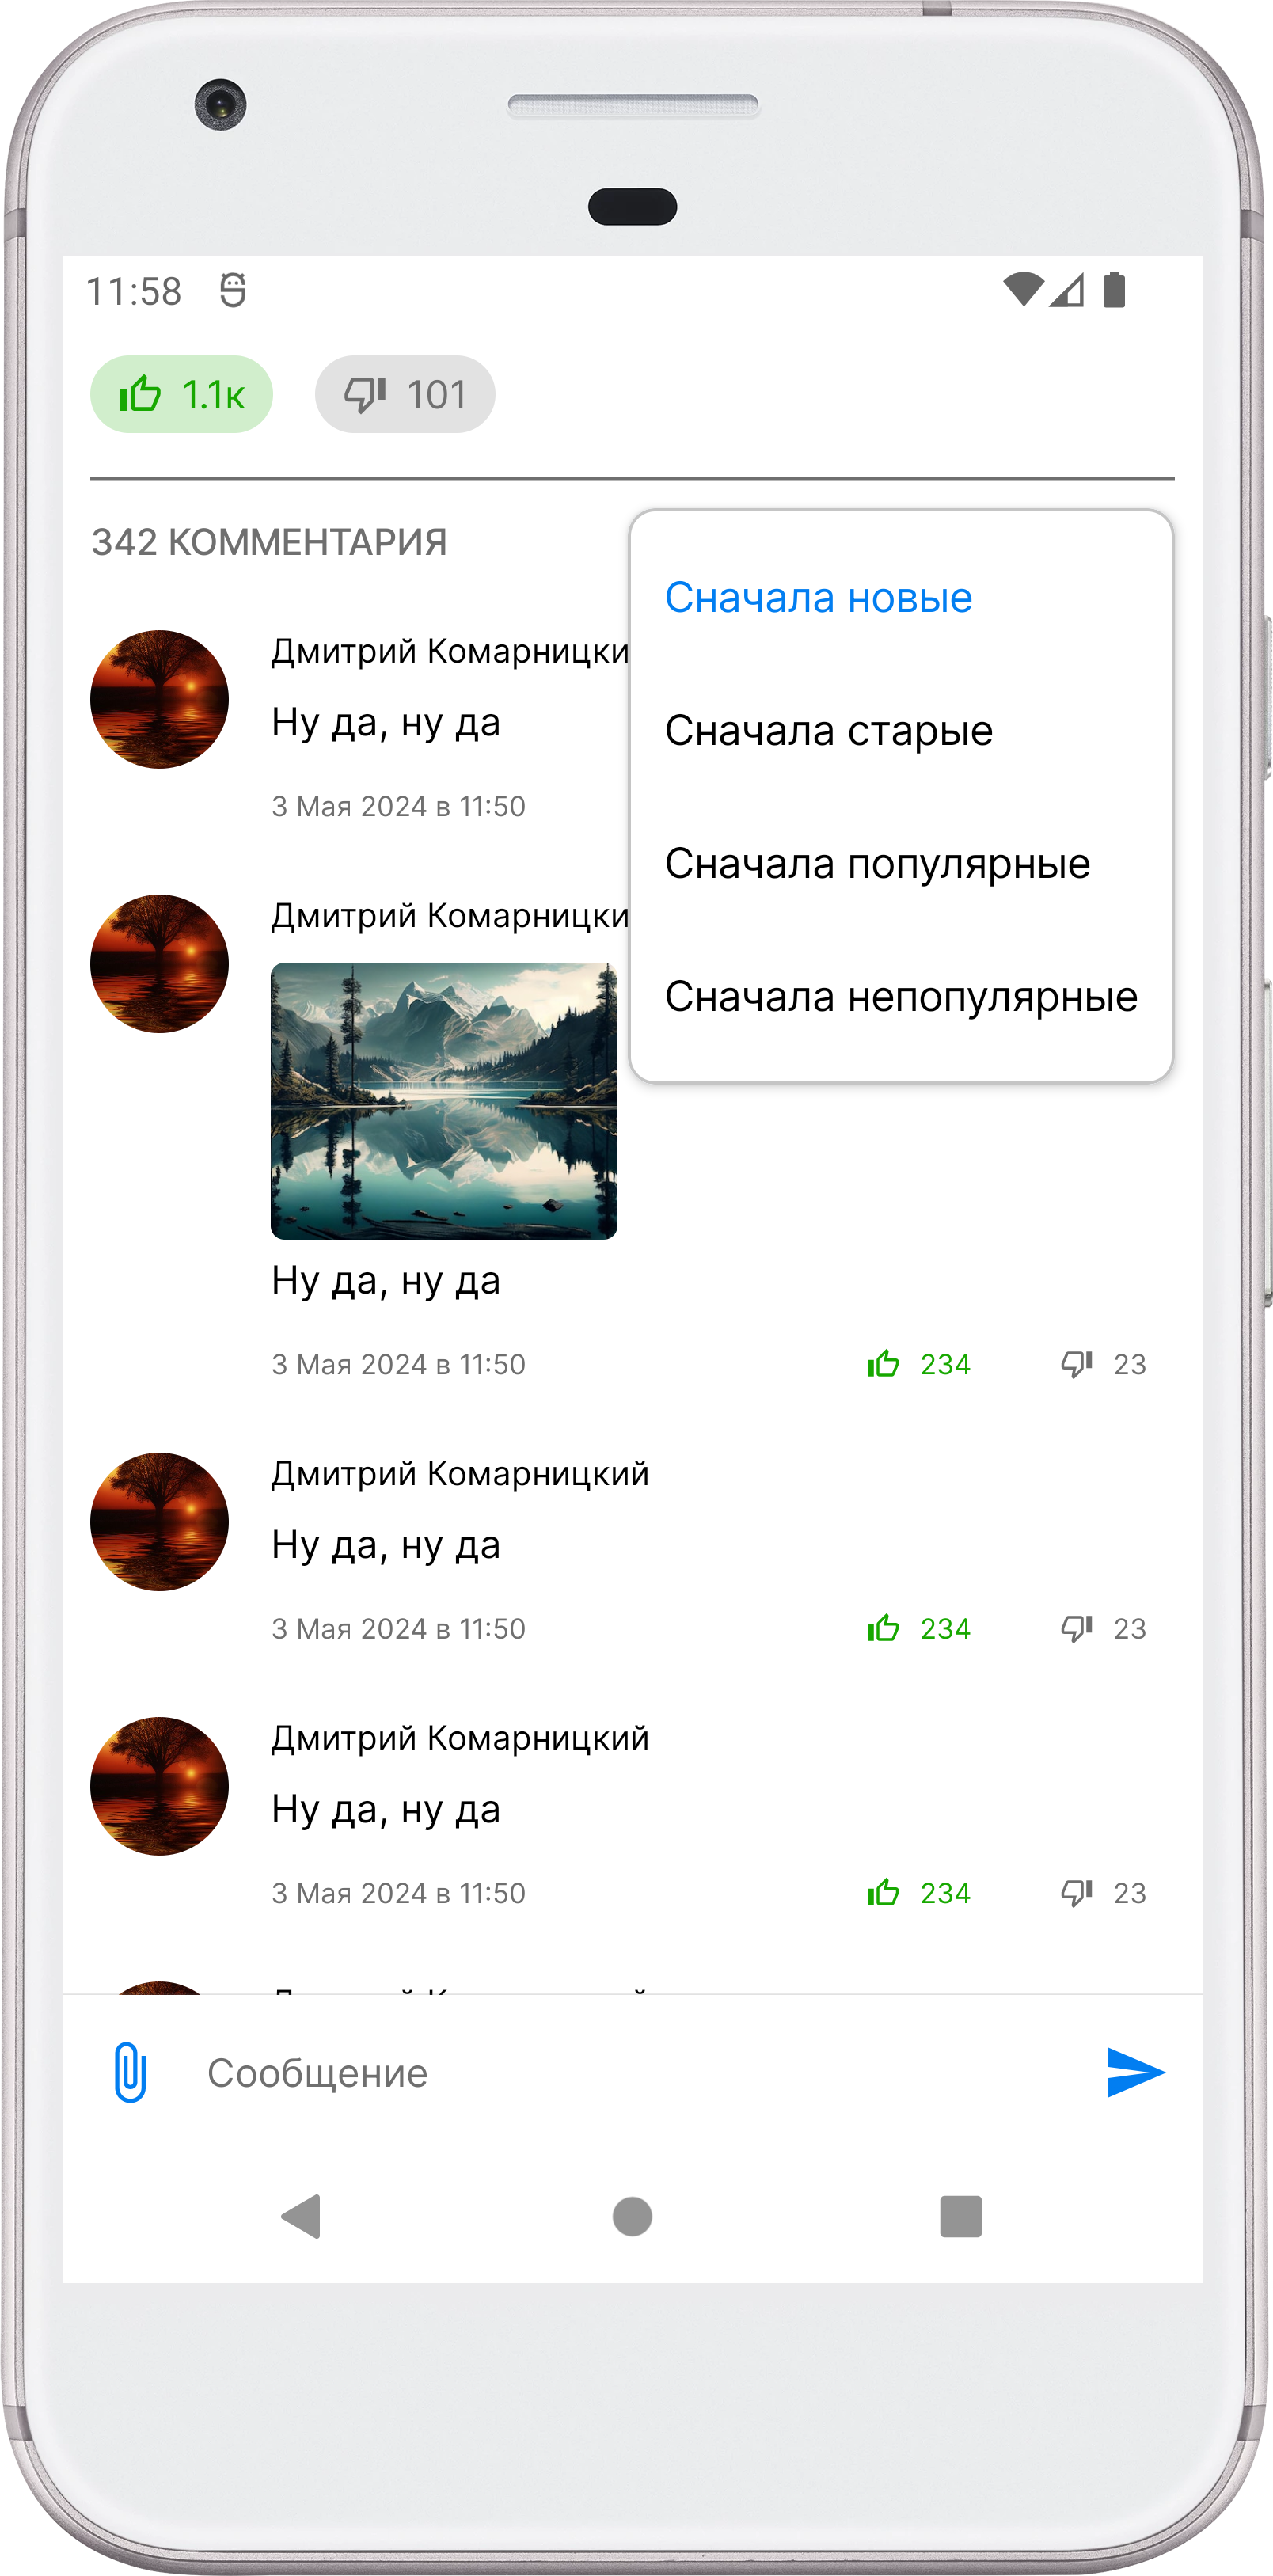 11:58
1.1к 101
342 КОММЕНТАРИЯ
Сначала новые
Дмитрий Комарницки
Ну да, ну да
Сначала старые
3 Мая 2024 в 11:50
Сначала популярные
Дмитрий Комарницки
Сначала непопулярные
Ну да, ну да
3 Мая 2024 в 11:50 234 23
Дмитрий Комарницкий
Ну да, ну да
3 Мая 2024 в 11:50 234 23
Дмитрий Комарницкий
Ну да, ну да
3 Мая 2024 в 11:50 234 23
Сообщение